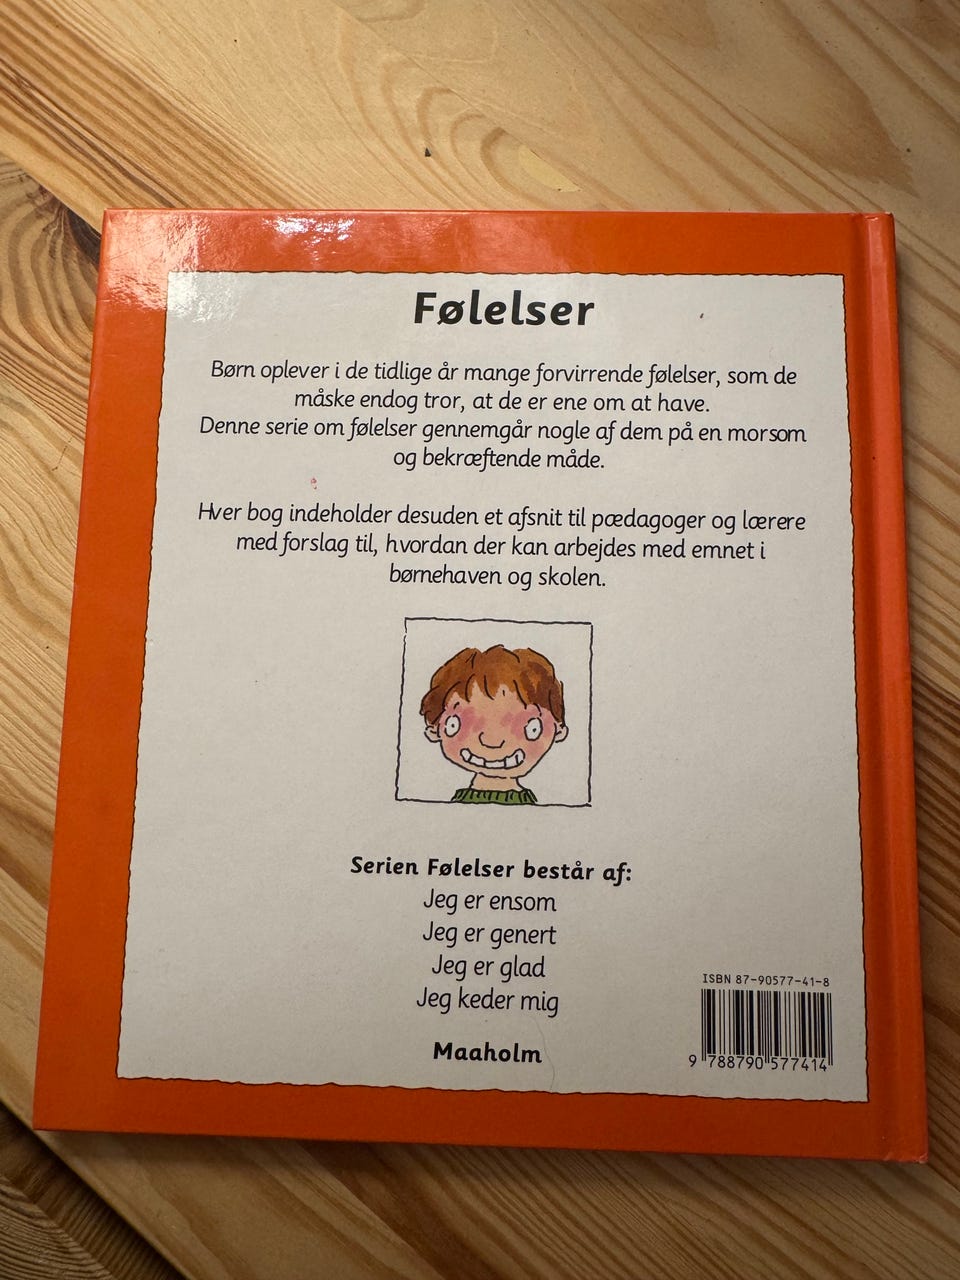 Følelser
Børn oplever i de tidlige år mange forvirrende følelser, som de
måske endog tror, at de er ene om at have.
Denne serie om følelser gennemgår nogle af dem på en morsom
og bekræftende måde.
Hver bog indeholder desuden et afsnit til pædagoger og lærere
med forslag til, hvordan der kan arbejdes med emnet i
børnehaven og skolen.
Serien Følelser består af:
Jeg er ensom
Jeg er genert
Jeg er glad
Jeg keder mig
Maaholm
ISBN 87-90577-41-8
9 788790 577414